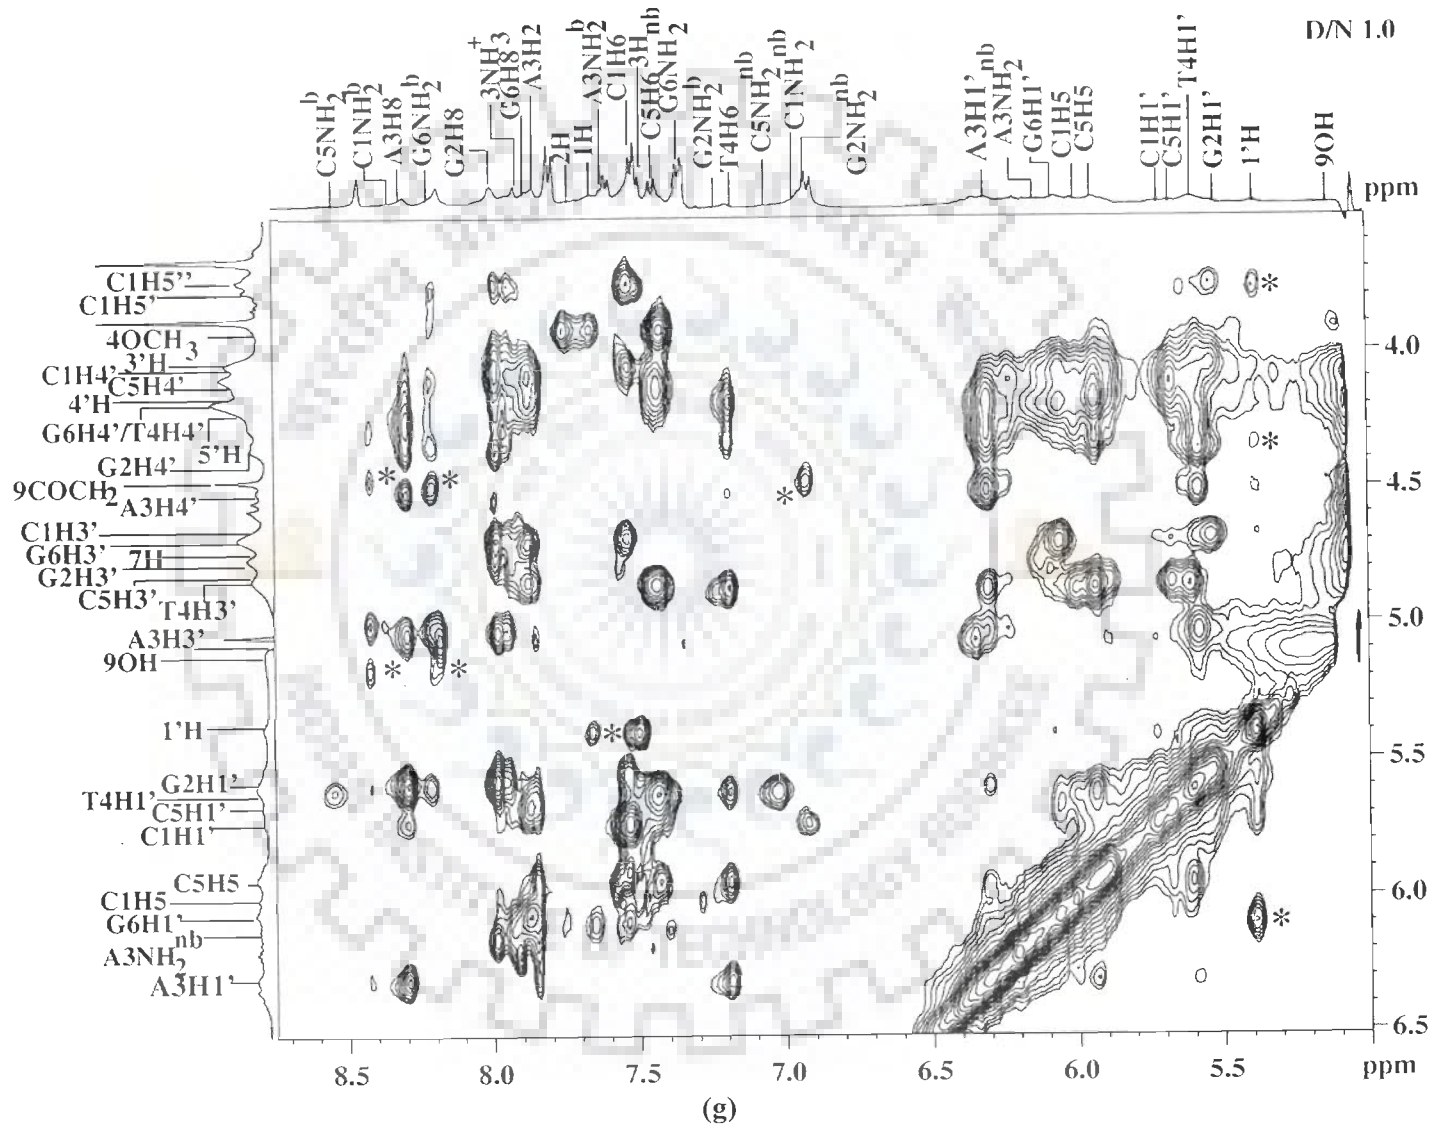 D/N 1.0
C5NH2b
C1NH2b
A3H8
G6NH2b
G2H8
3'NH3+
G6H8
A3H2
2H
1H
A3NH2b
C1H6
3H
C5H6
G6NH2nb
G2NH2b
T4H6
C5NH2nb
C1NH2nb
G2NH2nb
A3H1'
A3NH2nb
G6H1'
C1H5
C5H5
C1H1'
C5H1'
T4H1'
G2H1'
1'H
9OH
ppm
C1H5''
C1H5'
4OCH3
3'H
C1H4'
C5H4'
4'H
G6H4'/T4H4'
5'H
G2H4'
9COCH2
A3H4'
C1H3'
G6H3'
7H
G2H3'
C5H3'
T4H3'
A3H3'
9OH
1'H
G2H1'
T4H1'
C5H1'
C1H1'
C5H5
C1H5
G6H1'
A3NH2nb
A3H1'
4.0
4.5
5.0
5.5
6.0
6.5
* * * * * * * * *
8.5 8.0 7.5 7.0 6.5 6.0 5.5 ppm
(g)